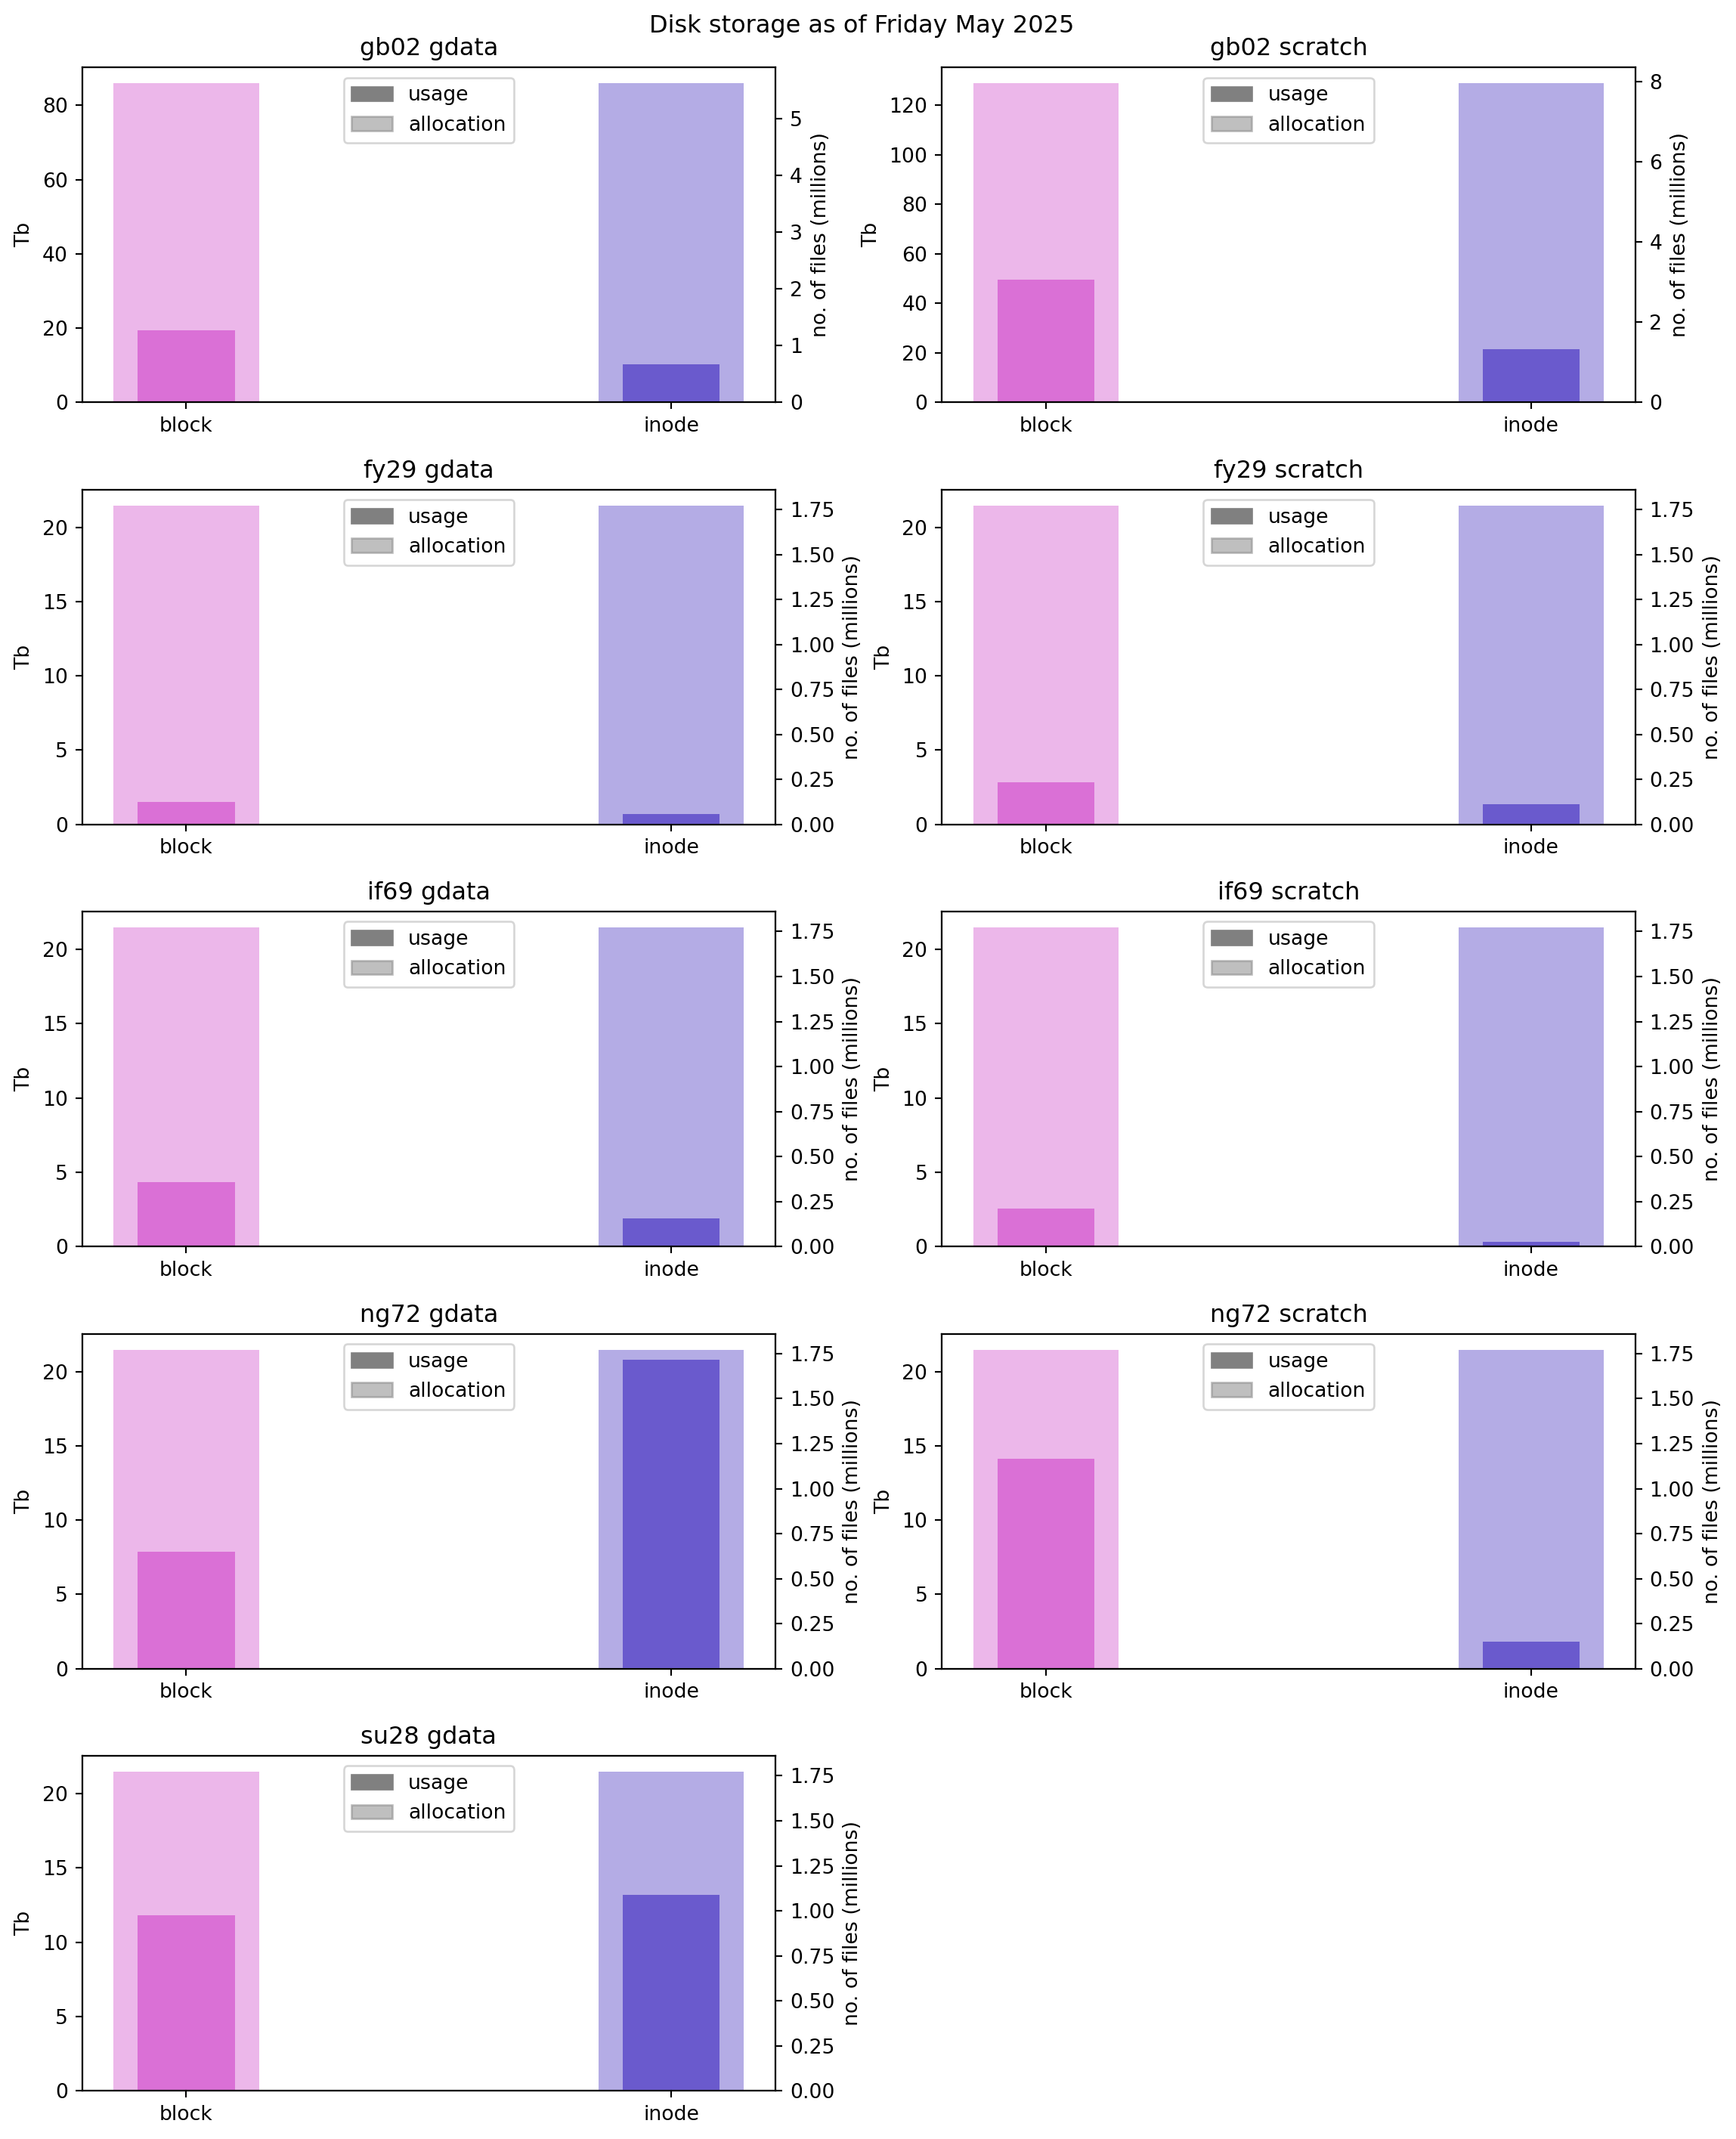 Disk storage as of Friday May 2025
gb02 gdata
usage
allocation
80
60
40
20
0
Tb
5
4
3
2
1
0
no. of files (millions)
block
inode
gb02 scratch
usage
allocation
120
100
80
60
40
20
0
Tb
8
6
4
2
0
no. of files (millions)
block
inode
fy29 gdata
usage
allocation
20
15
10
5
0
Tb
1.75
1.50
1.25
1.00
0.75
0.50
0.25
0.00
no. of files (millions)
block
inode
fy29 scratch
usage
allocation
20
15
10
5
0
Tb
1.75
1.50
1.25
1.00
0.75
0.50
0.25
0.00
no. of files (millions)
block
inode
if69 gdata
usage
allocation
20
15
10
5
0
Tb
1.75
1.50
1.25
1.00
0.75
0.50
0.25
0.00
no. of files (millions)
block
inode
if69 scratch
usage
allocation
20
15
10
5
0
Tb
1.75
1.50
1.25
1.00
0.75
0.50
0.25
0.00
no. of files (millions)
block
inode
ng72 gdata
usage
allocation
20
15
10
5
0
Tb
1.75
1.50
1.25
1.00
0.75
0.50
0.25
0.00
no. of files (millions)
block
inode
ng72 scratch
usage
allocation
20
15
10
5
0
Tb
1.75
1.50
1.25
1.00
0.75
0.50
0.25
0.00
no. of files (millions)
block
inode
su28 gdata
usage
allocation
20
15
10
5
0
Tb
1.75
1.50
1.25
1.00
0.75
0.50
0.25
0.00
no. of files (millions)
block
inode